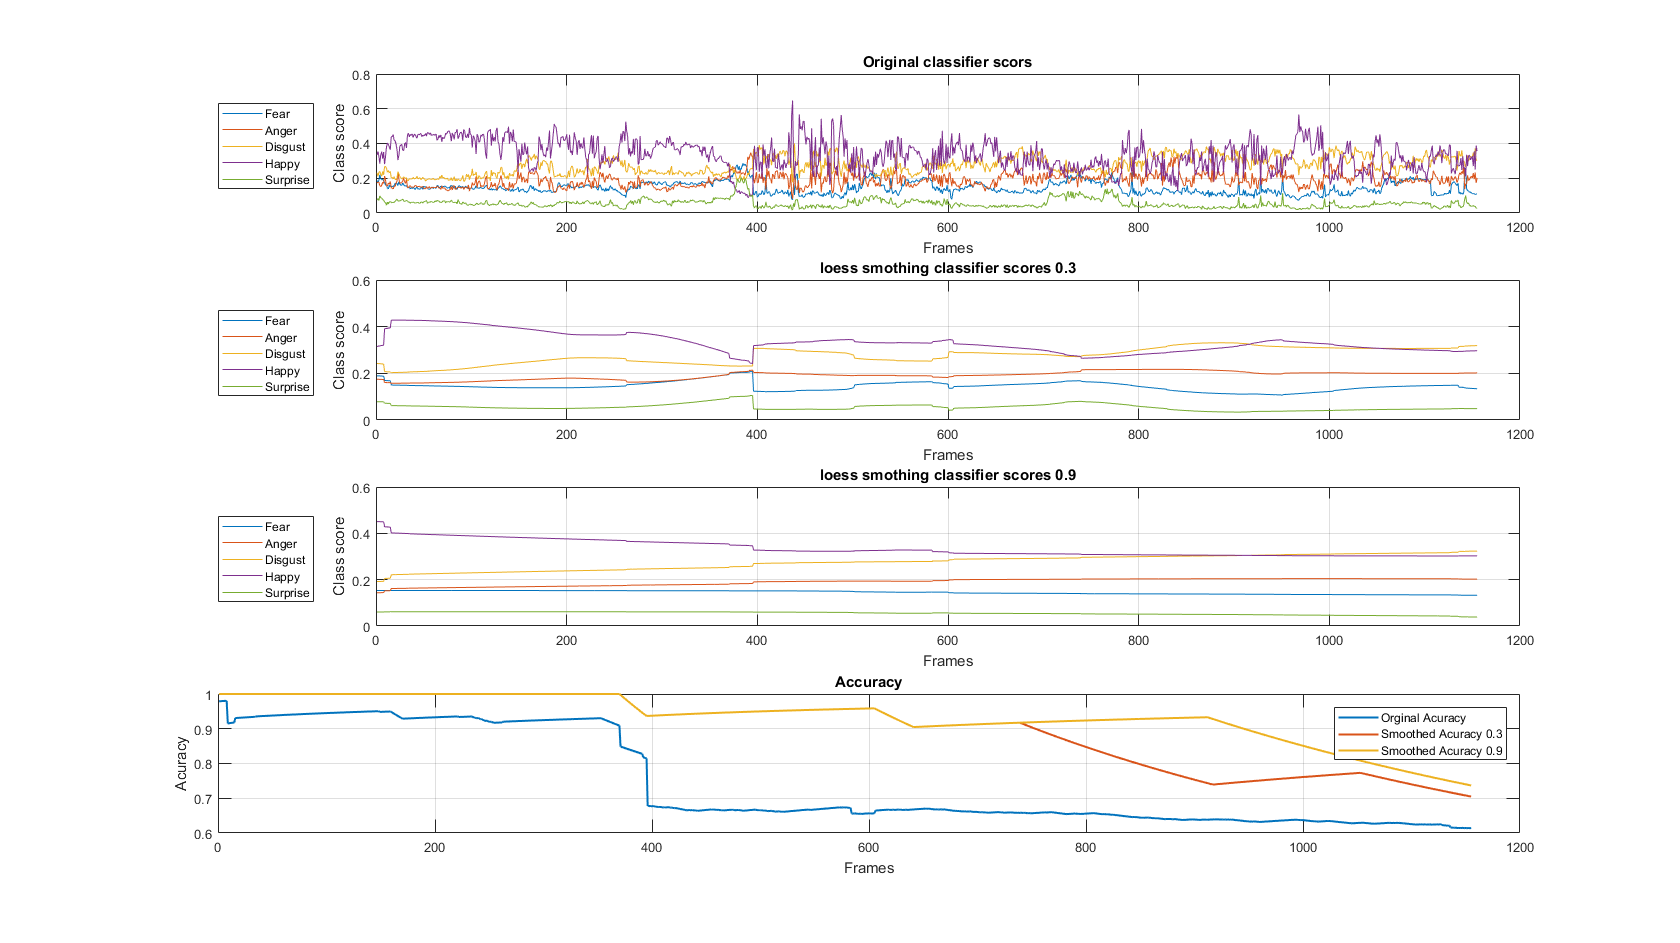 Original classifier scors
Fear
Anger
Disgust
Happy
Surprise
Class score
0.8
0.6
0.4
0.2
0
0 200 400 600 800 1000 1200
Frames
loess smothing classifier scores 0.3
Fear
Anger
Disgust
Happy
Surprise
Class score
0.6
0.4
0.2
0
0 200 400 600 800 1000 1200
Frames
loess smothing classifier scores 0.9
Fear
Anger
Disgust
Happy
Surprise
Class score
0.6
0.4
0.2
0
0 200 400 600 800 1000 1200
Frames
Accuracy
Acuracy
1
0.9
0.8
0.7
0.6
Orginal Acuracy
Smoothed Acuracy 0.3
Smoothed Acuracy 0.9
0 200 400 600 800 1000 1200
Frames